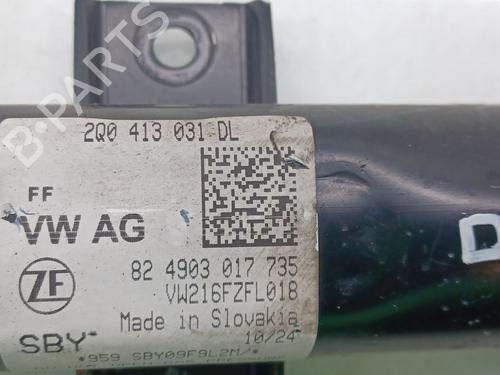 2Q0 413 031 DL
FF
VW AG
ZF
82 4903 017 735
VW216FZFL018
SBY*
Made in Slovakia
10/24
*959 SBY09F9L2M/*
B-PARTS
D